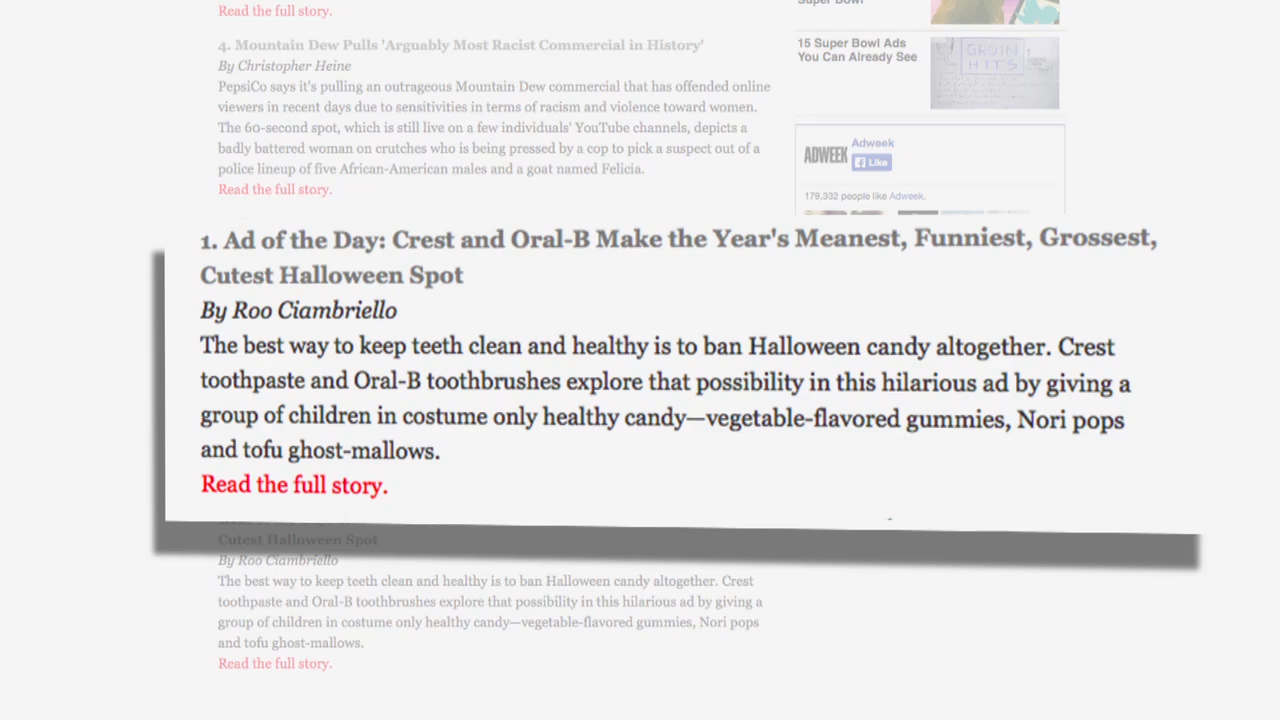 Read the full story.
4. Mountain Dew Pulls 'Arguably Most Racist Commercial in History'
By Christopher Heine
PepsiCo says it's pulling an outrageous Mountain Dew commercial that has offended online
viewers in recent days due to sensitivities in terms of racism and violence toward women.
The 60-second spot, which is still live on a few individuals' YouTube channels, depicts a
badly battered woman on crutches who is being pressed by a cop to pick a suspect out of a
police lineup of five African-American males and a goat named Felicia.
Read the full story.
Super Bowl
15 Super Bowl Ads
You Can Already See
GROIN
HITS
ADWEEK
Adweek
Like
179,332 people like Adweek.
1. Ad of the Day: Crest and Oral-B Make the Year's Meanest, Funniest, Grossest,
Cutest Halloween Spot
By Roo Ciambriello
The best way to keep teeth clean and healthy is to ban Halloween candy altogether. Crest
toothpaste and Oral-B toothbrushes explore that possibility in this hilarious ad by giving a
group of children in costume only healthy candy—vegetable-flavored gummies, Nori pops
and tofu ghost-mallows.
Read the full story.
Cutest Halloween Spot
By Roo Ciambriello
The best way to keep teeth clean and healthy is to ban Halloween candy altogether. Crest
toothpaste and Oral-B toothbrushes explore that possibility in this hilarious ad by giving a
group of children in costume only healthy candy—vegetable-flavored gummies, Nori pops
and tofu ghost-mallows.
Read the full story.